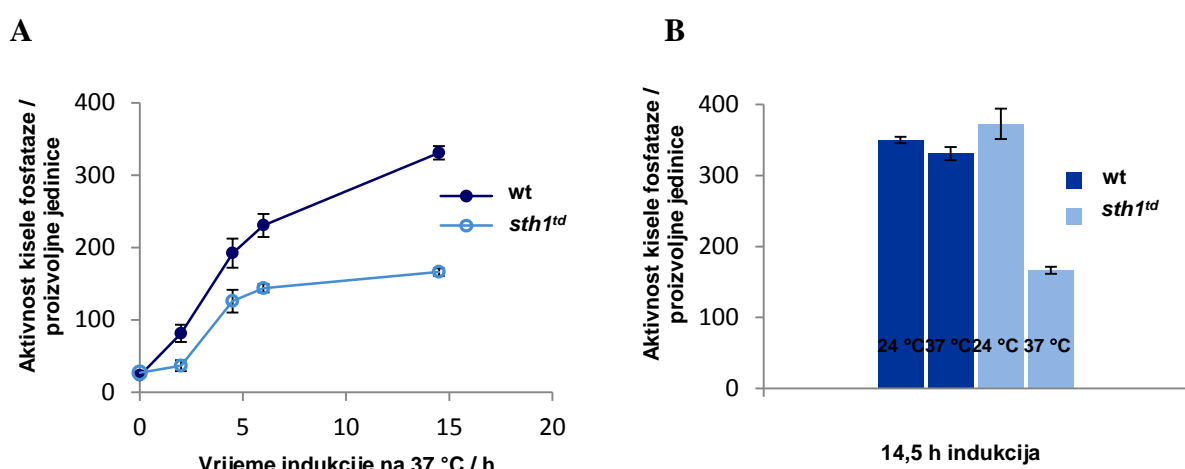 A
B
Aktivnost kisele fosfataze /
proizvoljne jedinice
400
300
200
100
0
0
5
10
15
20
Vrijeme indukcije na 37 °C / h
wt
sth1td
Aktivnost kisele fosfataze /
proizvoljne jedinice
400
300
200
100
0
24 °C 37 °C 24 °C 37 °C
14,5 h indukcija
wt
sth1td